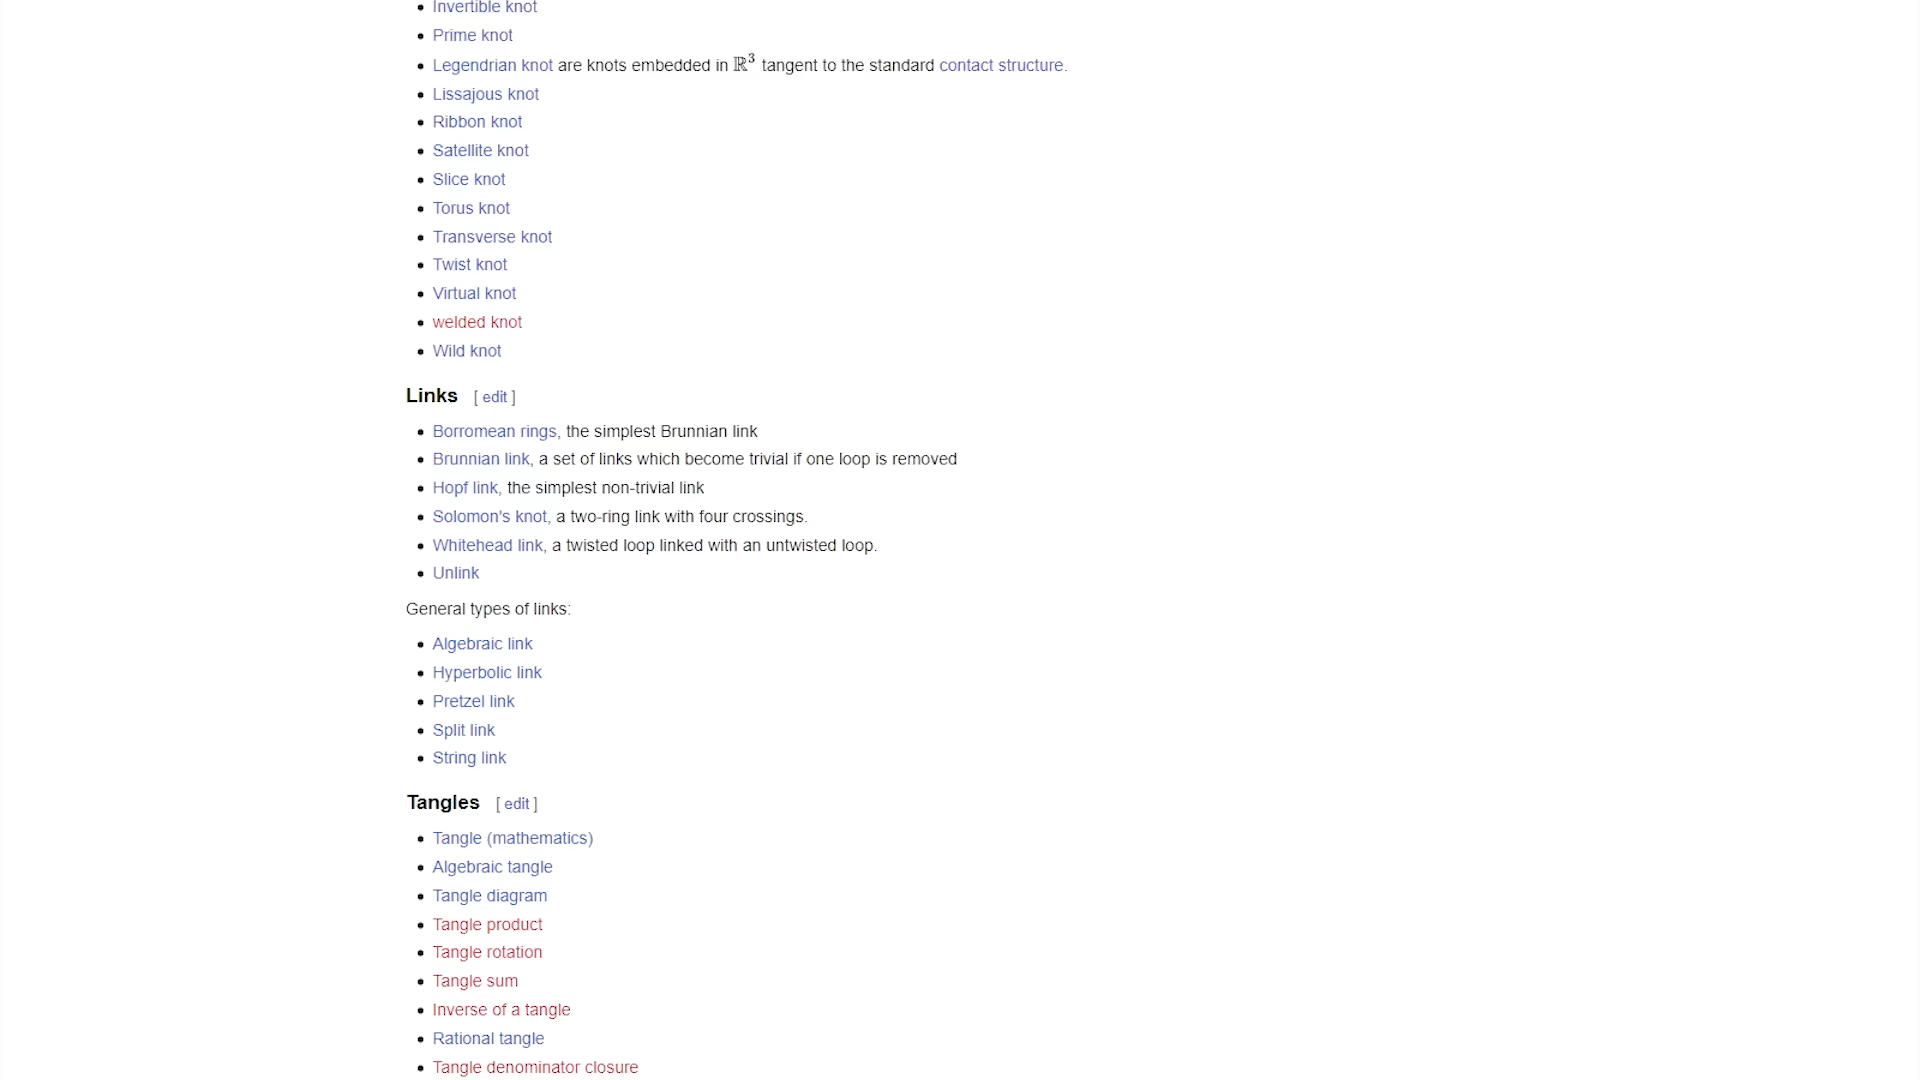 Invertible knot
Prime knot
Legendrian knot are knots embedded in ℝ³ tangent to the standard contact structure.
Lissajous knot
Ribbon knot
Satellite knot
Slice knot
Torus knot
Transverse knot
Twist knot
Virtual knot
welded knot
Wild knot
Links [ edit ]
Borromean rings, the simplest Brunnian link
Brunnian link, a set of links which become trivial if one loop is removed
Hopf link, the simplest non-trivial link
Solomon's knot, a two-ring link with four crossings.
Whitehead link, a twisted loop linked with an untwisted loop.
Unlink
General types of links:
Algebraic link
Hyperbolic link
Pretzel link
Split link
String link
Tangles [ edit ]
Tangle (mathematics)
Algebraic tangle
Tangle diagram
Tangle product
Tangle rotation
Tangle sum
Inverse of a tangle
Rational tangle
Tangle denominator closure